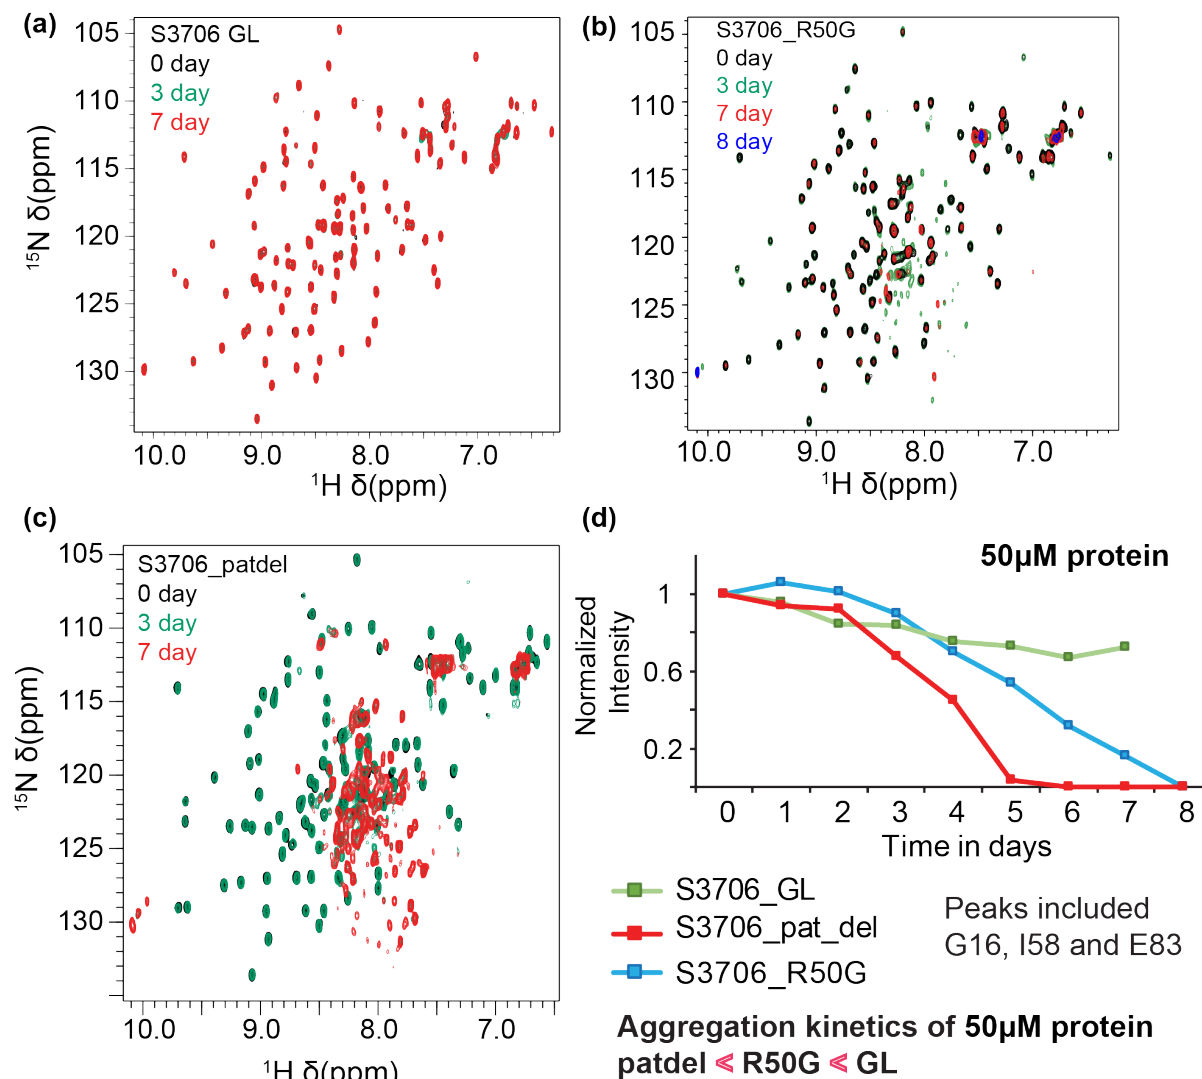 (a)
S3706 GL
0 day
3 day
7 day
105
110
115
120
125
130
15N δ(ppm)
10.0 9.0 8.0 7.0
1H δ(ppm)
(b)
S3706_R50G
0 day
3 day
7 day
8 day
105
110
115
120
125
130
10.0 9.0 8.0 7.0
1H δ(ppm)
(c)
S3706_patdel
0 day
3 day
7 day
105
110
115
120
125
130
15N δ(ppm)
10.0 9.0 8.0 7.0
1H δ(ppm)
(d)
50µM protein
Normalized
Intensity
1
0.6
0.2
0 1 2 3 4 5 6 7 8
Time in days
S3706_GL
S3706_pat_del
S3706_R50G
Peaks included
G16, I58 and E83
Aggregation kinetics of 50µM protein
patdel ⪡ R50G ⪡ GL